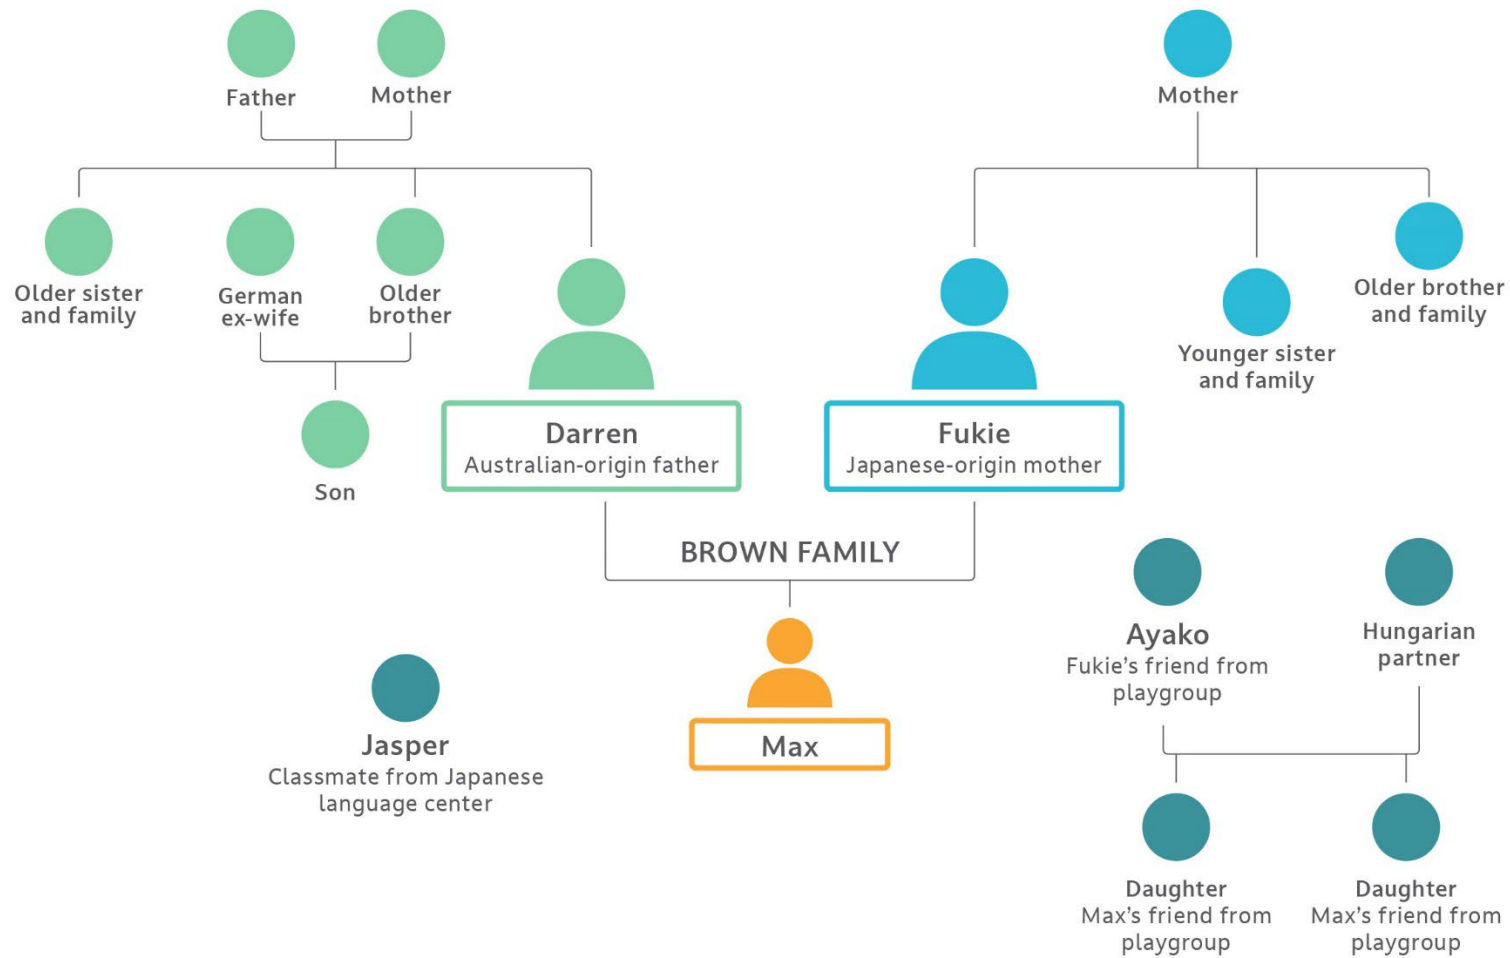 Father
Mother
Mother
Older sister
and family
German
ex-wife
Older
brother
Younger sister
and family
Older brother
and family
Son
Darren
Australian-origin father
Fukie
Japanese-origin mother
BROWN FAMILY
Max
Jasper
Classmate from Japanese
language center
Ayako
Fukie’s friend from
playgroup
Hungarian
partner
Daughter
Max’s friend from
playgroup
Daughter
Max’s friend from
playgroup